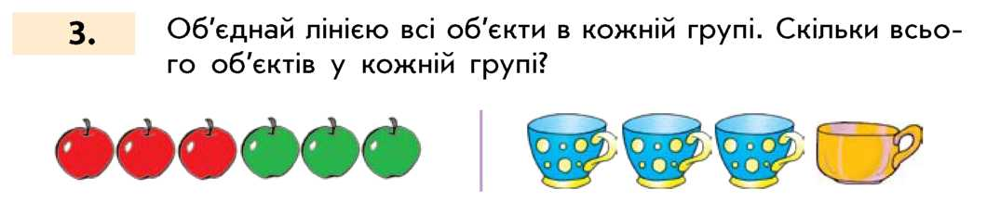 3. Об’єднай лінією всі об’єкти в кожній групі. Скільки всьо-
го об’єктів у кожній групі?